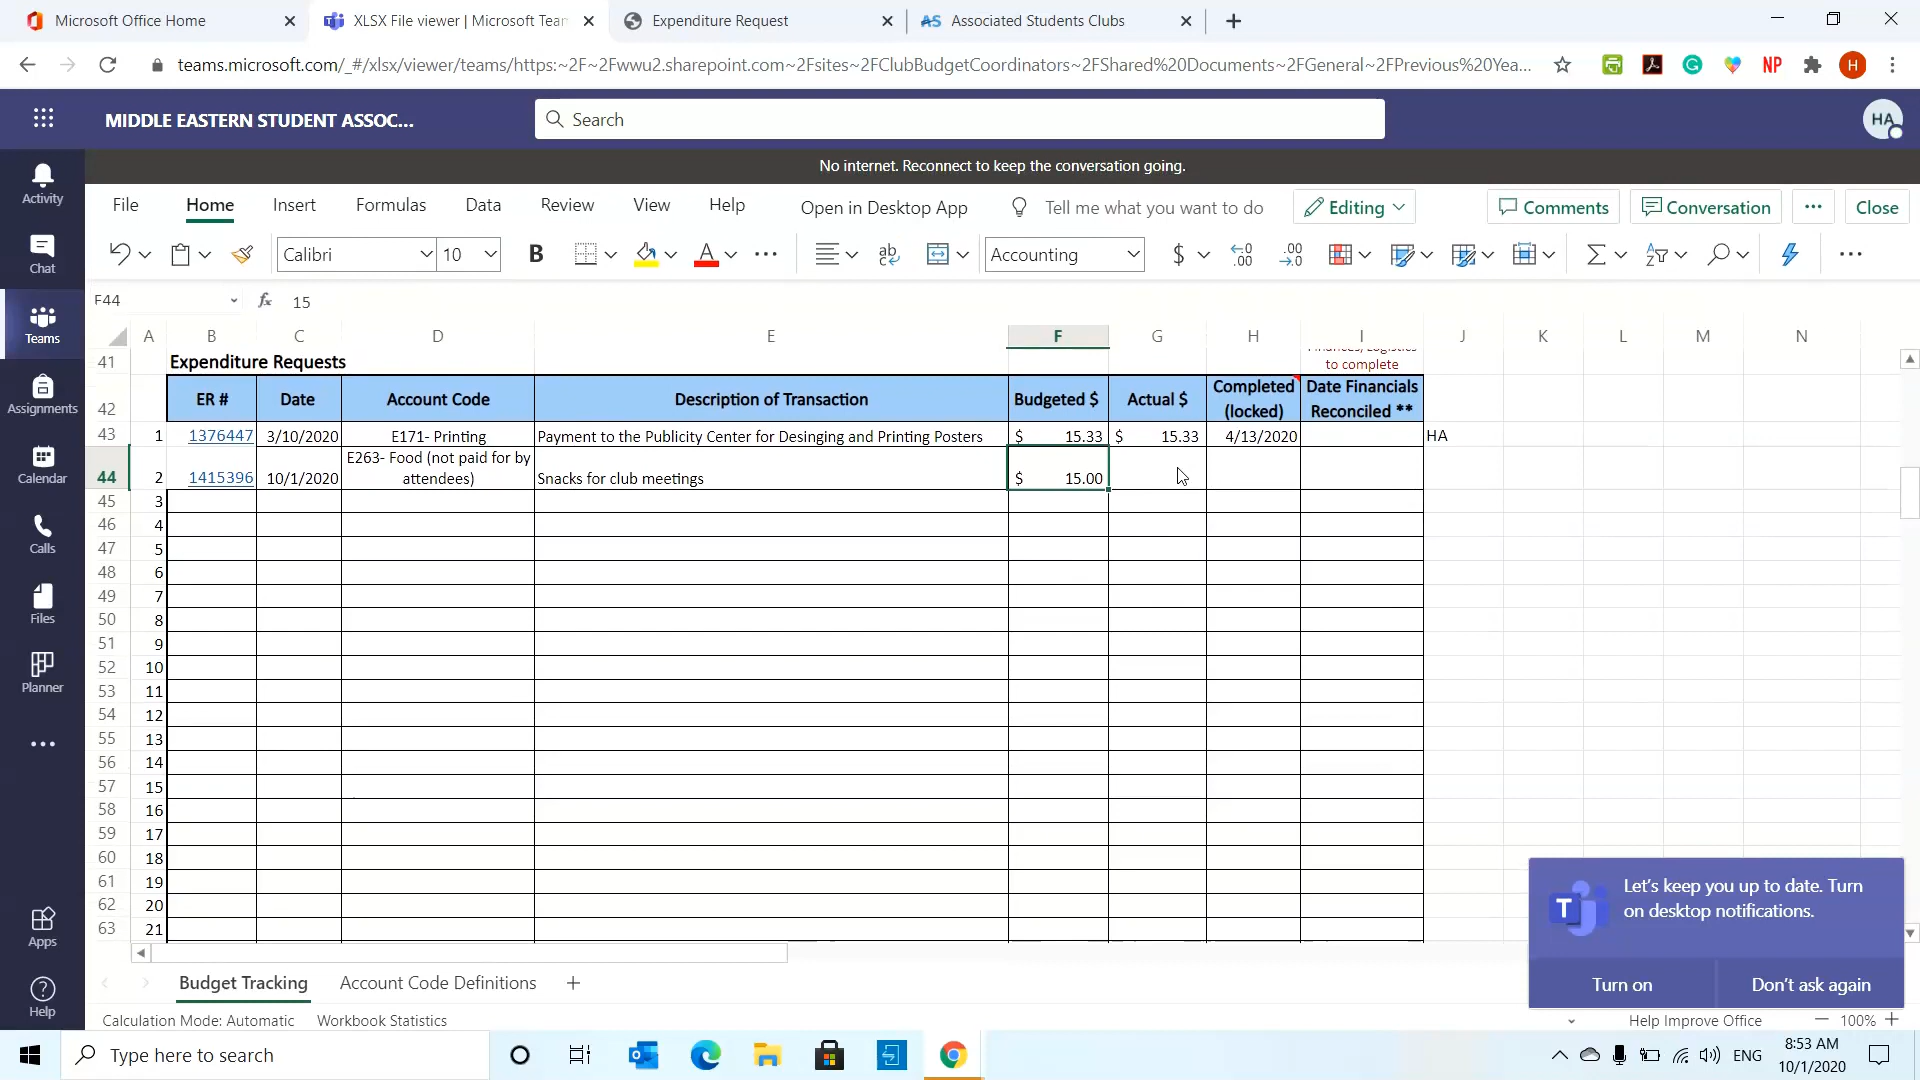 Microsoft Office Home
XLSX File viewer | Microsoft Team
Expenditure Request
AS Associated Students Clubs
teams.microsoft.com/_#/xlsx/viewer/teams/https:~2F~2Fwwu2.sharepoint.com~2Fsites~2FClubBudgetCoordinators~2FShared%20Documents~2FGeneral~2FPrevious%20Yea...
NP
H
MIDDLE EASTERN STUDENT ASSOC...
Search
HA
No internet. Reconnect to keep the conversation going.
File Home Insert Formulas Data Review View Help Open in Desktop App Tell me what you want to do Editing Comments Conversation ... Close
Calibri 10 B A ... ab Accounting $ .00 .00 ...
F44 fx 15
A B C D E F G H I J K L M N
41 Expenditure Requests to complete
42 ER # Date Account Code Description of Transaction Budgeted $ Actual $ Completed (locked) Date Financials Reconciled **
43 1 1376447 3/10/2020 E171- Printing Payment to the Publicity Center for Desinging and Printing Posters $ 15.33 $ 15.33 4/13/2020 HA
44 2 1415396 10/1/2020 E263- Food (not paid for by attendees) Snacks for club meetings $ 15.00
45 3
46 4
47 5
48 6
49 7
50 8
51 9
52 10
53 11
54 12
55 13
56 14
57 15
58 16
59 17
60 18
61 19
62 20
63 21
Activity
Chat
Teams
Assignments
Calendar
Calls
Files
Planner
...
Apps
Help
Let's keep you up to date. Turn
on desktop notifications.
Turn on Don't ask again
Budget Tracking Account Code Definitions +
Calculation Mode: Automatic Workbook Statistics Help Improve Office 100%
Type here to search
ENG
8:53 AM
10/1/2020